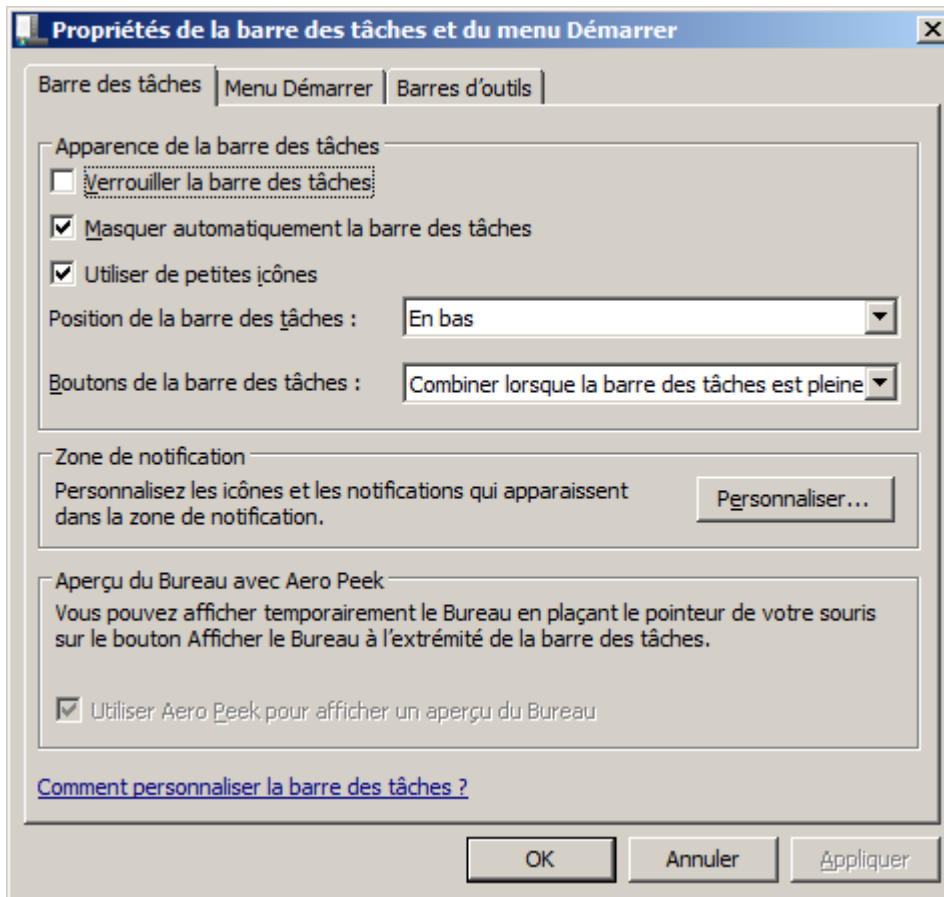 Propriétés de la barre des tâches et du menu Démarrer
Barre des tâches
Menu Démarrer
Barres d'outils
Apparence de la barre des tâches
Verrouiller la barre des tâches
Masquer automatiquement la barre des tâches
Utiliser de petites icônes
Position de la barre des tâches :
En bas
Boutons de la barre des tâches :
Combiner lorsque la barre des tâches est pleine
Zone de notification
Personnalisez les icônes et les notifications qui apparaissent
dans la zone de notification.
Personnaliser...
Aperçu du Bureau avec Aero Peek
Vous pouvez afficher temporairement le Bureau en plaçant le pointeur de votre souris
sur le bouton Afficher le Bureau à l'extrémité de la barre des tâches.
Utiliser Aero Peek pour afficher un aperçu du Bureau
Comment personnaliser la barre des tâches ?
OK
Annuler
Appliquer